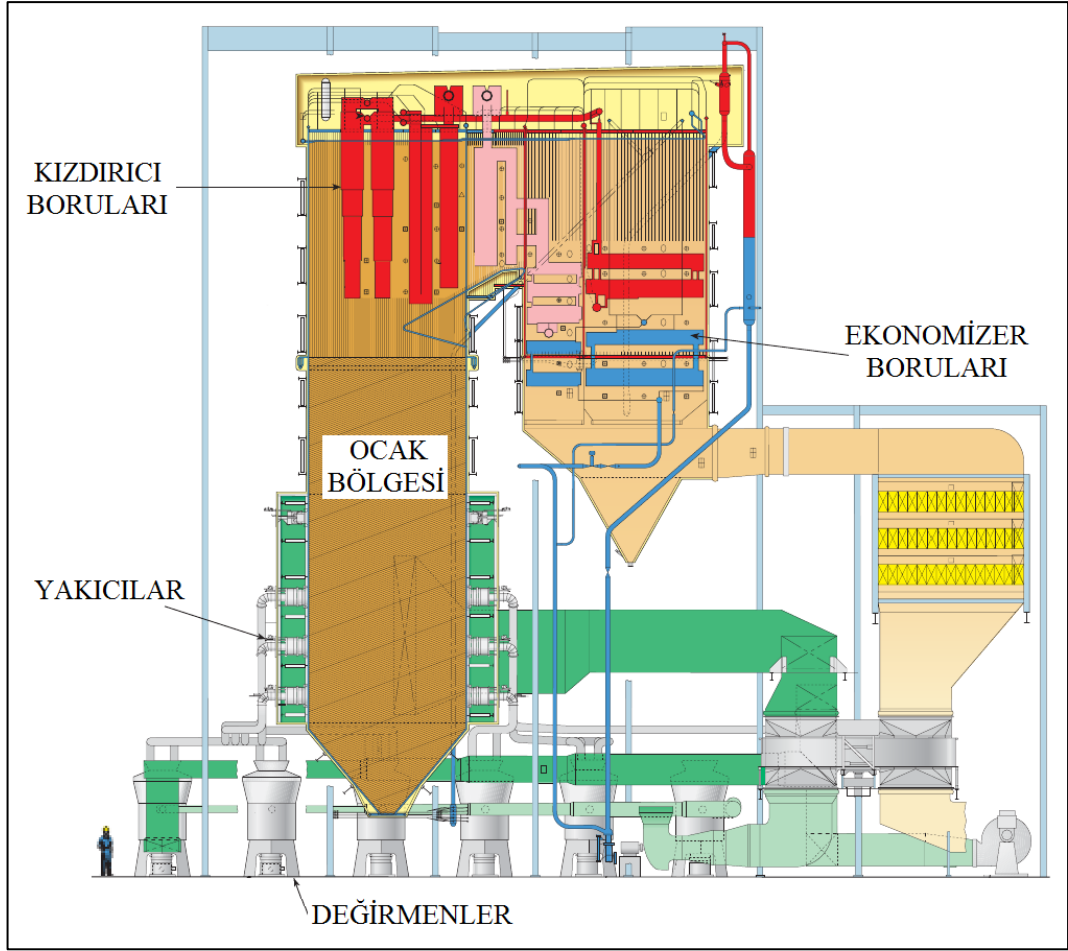 KIZDIRICI
BORULARI
EKONOMİZER
BORULARI
OCAK
BÖLGESİ
YAKICILAR
DEĞİRMENLER